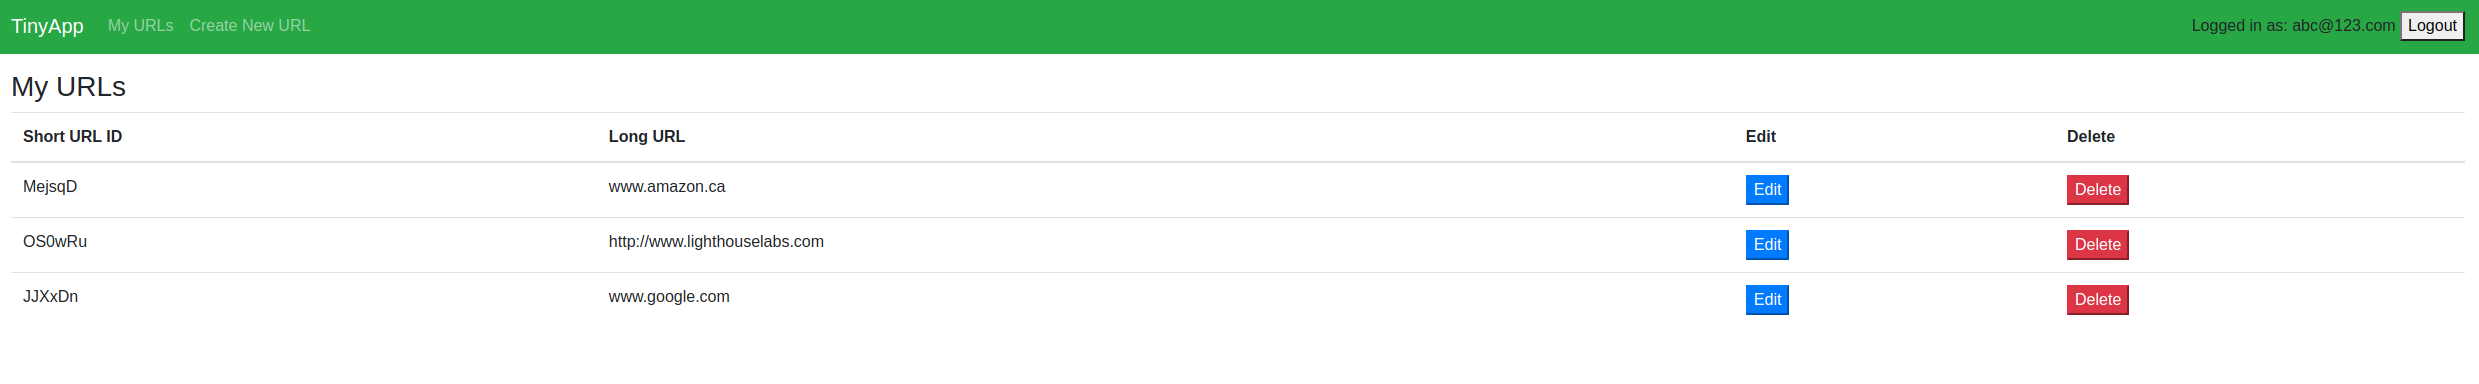 TinyApp My URLs Create New URL Logged in as: abc@123.com Logout
My URLs
Short URL ID Long URL Edit Delete
MejsqD www.amazon.ca Edit Delete
OS0wRu http://www.lighthouselabs.com Edit Delete
JJXxDn www.google.com Edit Delete